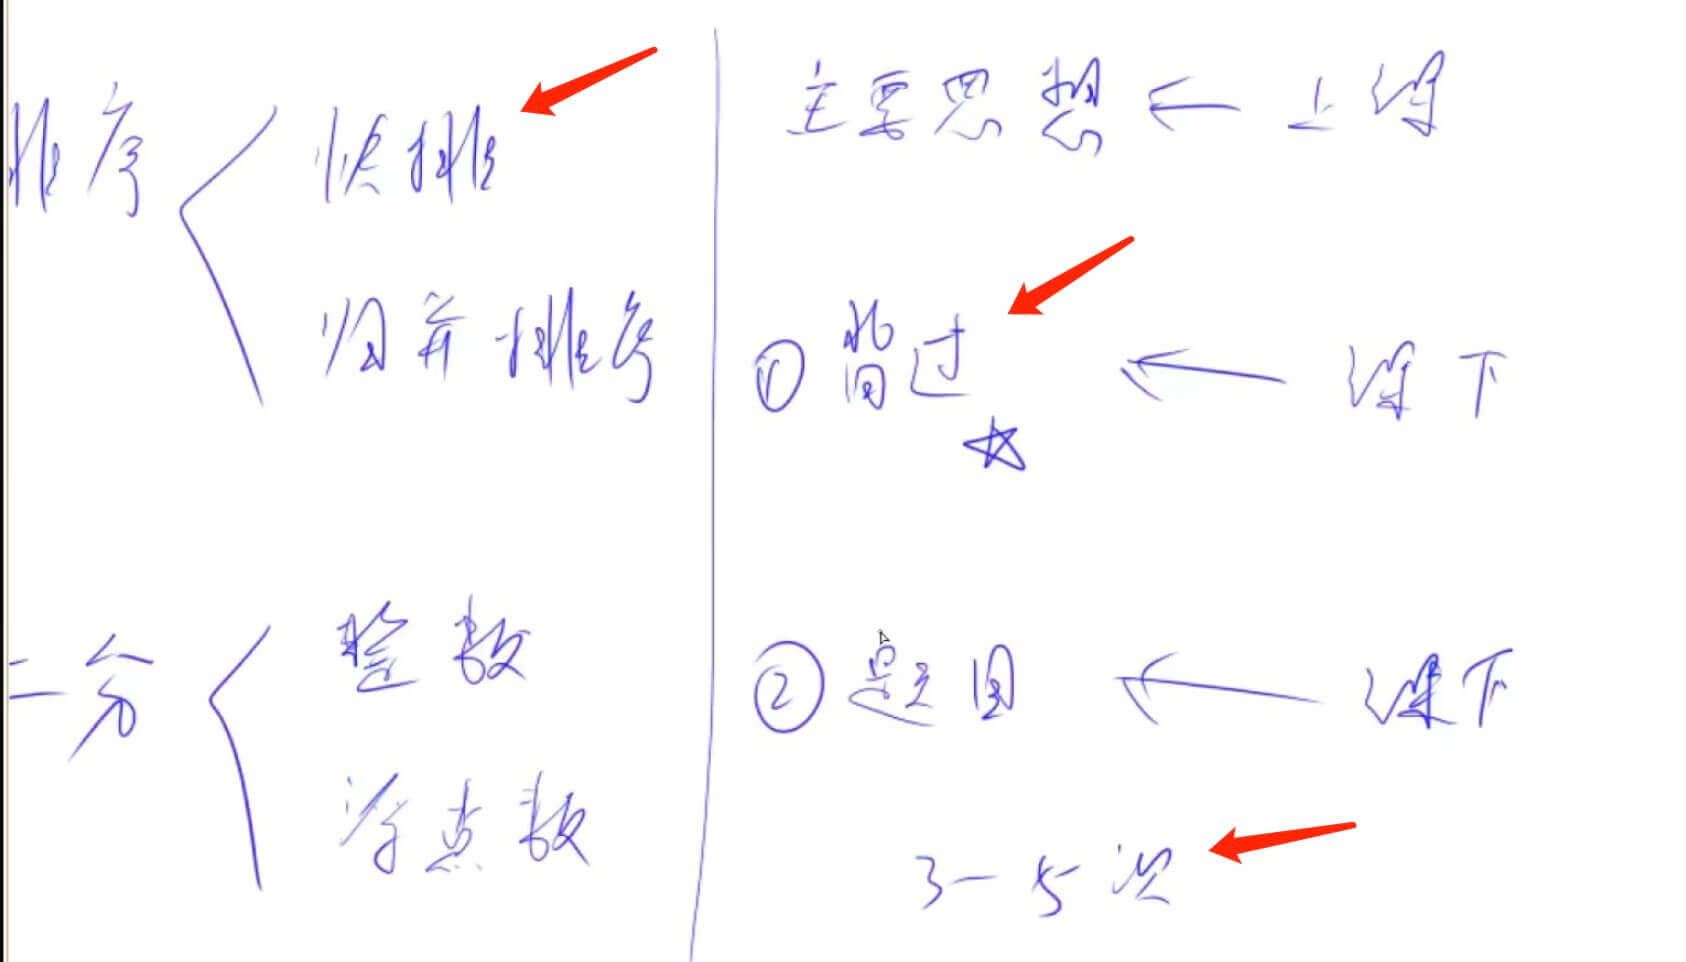 排序
快排
归并排序
二分
整数
浮点数
主要思想 ← 上课
① 背过 ← 课下
② 题目 ← 课下
3-5次